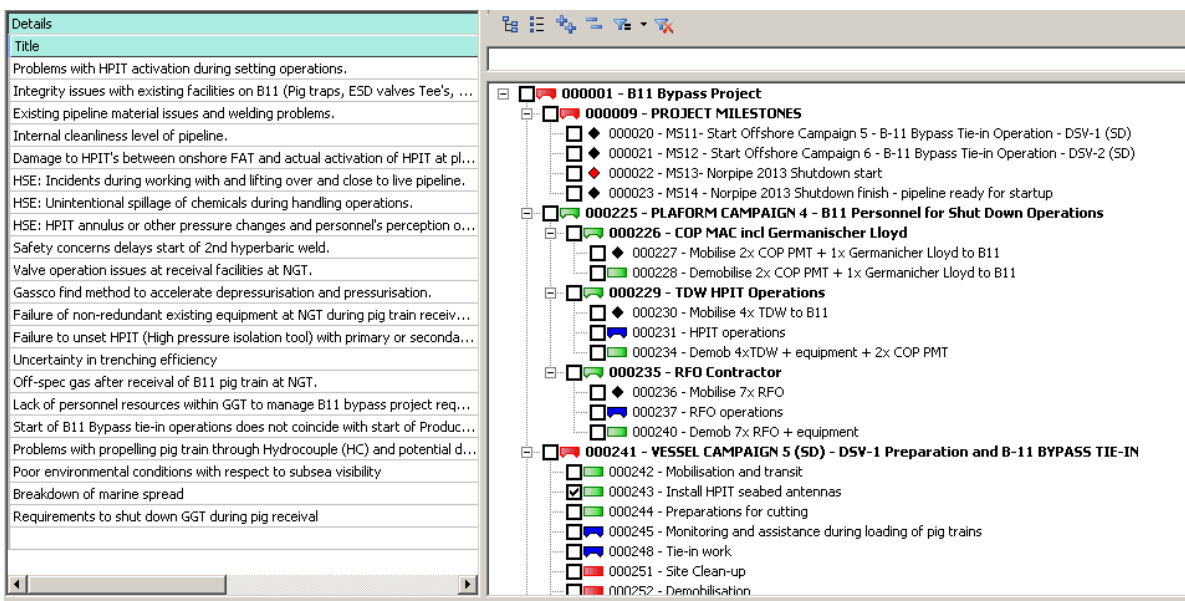 Details
Title
Problems with HPIT activation during setting operations.
Integrity issues with existing facilities on B11 (Pig traps, ESD valves Tee's, ...
Existing pipeline material issues and welding problems.
Internal cleanliness level of pipeline.
Damage to HPIT's between onshore FAT and actual activation of HPIT at pl...
HSE: Incidents during working with and lifting over and close to live pipeline.
HSE: Unintentional spillage of chemicals during handling operations.
HSE: HPIT annulus or other pressure changes and personnel's perception o...
Safety concerns delays start of 2nd hyperbaric weld.
Valve operation issues at receival facilities at NGT.
Gassco find method to accelerate depressurisation and pressurisation.
Failure of non-redundant existing equipment at NGT during pig train receiv...
Failure to unset HPIT (High pressure isolation tool) with primary or seconda...
Uncertainty in trenching efficiency
Off-spec gas after receival of B11 pig train at NGT.
Lack of personnel resources within GGT to manage B11 bypass project req...
Start of B11 Bypass tie-in operations does not coincide with start of Produc...
Problems with propelling pig train through Hydrocouple (HC) and potential d...
Poor environmental conditions with respect to subsea visibility
Breakdown of marine spread
Requirements to shut down GGT during pig receival
000001 - B11 Bypass Project
000009 - PROJECT MILESTONES
000020 - MS11- Start Offshore Campaign 5 - B-11 Bypass Tie-in Operation - DSV-1 (SD)
000021 - MS12 - Start Offshore Campaign 6 - B-11 Bypass Tie-in Operation - DSV-2 (SD)
000022 - MS13- Norpipe 2013 Shutdown start
000023 - MS14 - Norpipe 2013 Shutdown finish - pipeline ready for startup
000225 - PLAFORM CAMPAIGN 4 - B11 Personnel for Shut Down Operations
000226 - COP MAC incl Germanischer Lloyd
000227 - Mobilise 2x COP PMT + 1x Germanicher Lloyd to B11
000228 - Demobilise 2x COP PMT + 1x Germanicher Lloyd to B11
000229 - TDW HPIT Operations
000230 - Mobilise 4x TDW to B11
000231 - HPIT operations
000234 - Demob 4xTDW + equipment + 2x COP PMT
000235 - RFO Contractor
000236 - Mobilise 7x RFO
000237 - RFO operations
000240 - Demob 7x RFO + equipment
000241 - VESSEL CAMPAIGN 5 (SD) - DSV-1 Preparation and B-11 BYPASS TIE-IN
000242 - Mobilisation and transit
000243 - Install HPIT seabed antennas
000244 - Preparations for cutting
000245 - Monitoring and assistance during loading of pig trains
000248 - Tie-in work
000251 - Site Clean-up
000252 - Demobilisation